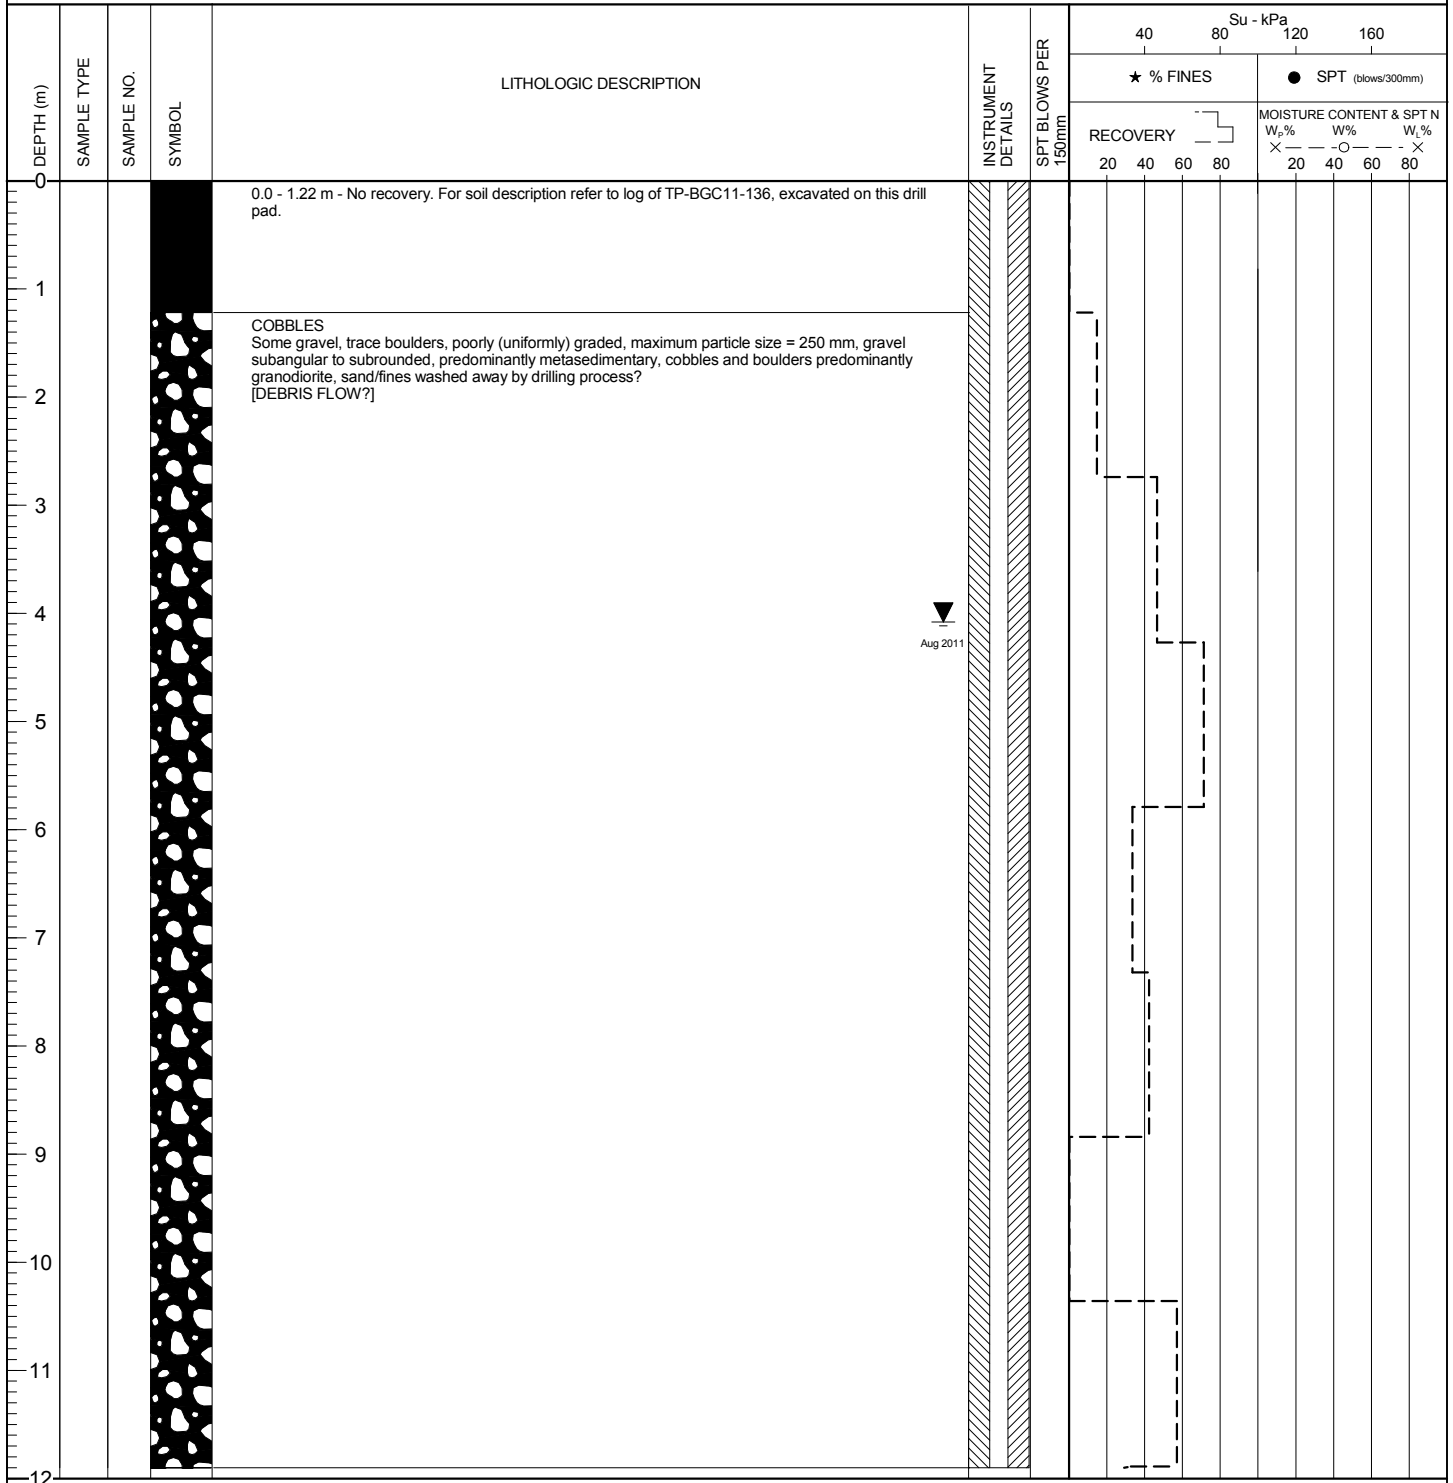 Su - kPa
40 80 120 160
DEPTH (m)
SAMPLE TYPE
SAMPLE NO.
SYMBOL
LITHOLOGIC DESCRIPTION
INSTRUMENT
DETAILS
SPT BLOWS PER
150mm
★ % FINES
● SPT (blows/300mm)
RECOVERY
MOISTURE CONTENT & SPT N
WP% W% WL%
20 40 60 80 20 40 60 80
0
0.0 - 1.22 m - No recovery. For soil description refer to log of TP-BGC11-136, excavated on this drill
pad.
1
COBBLES
Some gravel, trace boulders, poorly (uniformly) graded, maximum particle size = 250 mm, gravel
subangular to subrounded, predominantly metasedimentary, cobbles and boulders predominantly
granodiorite, sand/fines washed away by drilling process?
[DEBRIS FLOW?]
2
3
4
Aug 2011
5
6
7
8
9
10
11
12